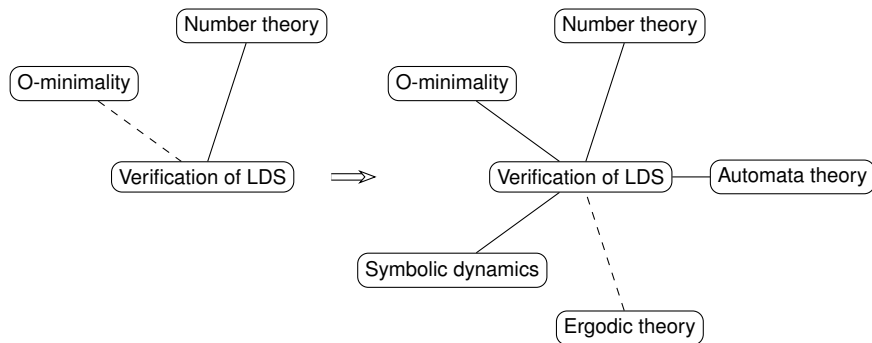 Number theory
O-minimality
Verification of LDS
Number theory
O-minimality
Verification of LDS
Automata theory
Symbolic dynamics
Ergodic theory